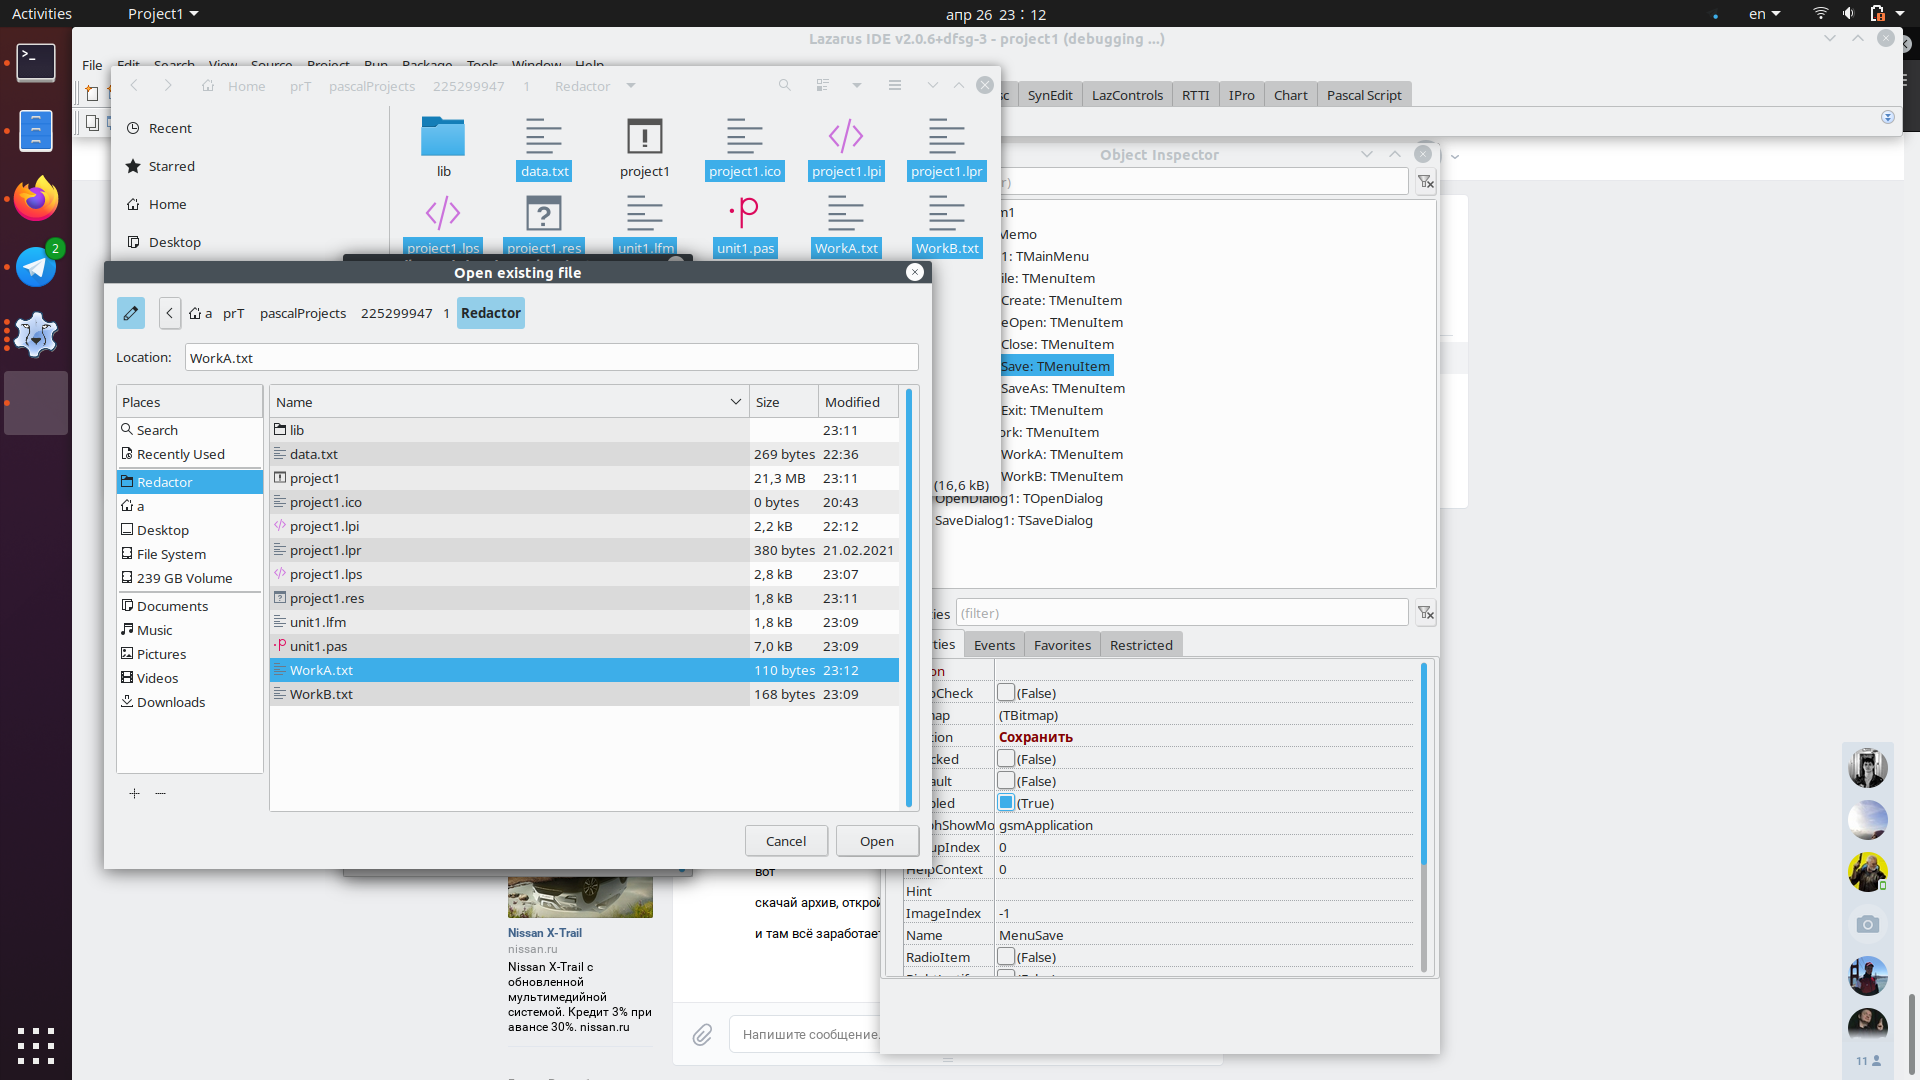 Activities
Project1
апр 26 23 : 12
en
Lazarus IDE v2.0.6+dfsg-3 - project1 (debugging ...)
File Edit Search View Source Project Run Package Tools Window Help
SynEdit LazControls RTTI IPro Chart Pascal Script
Home prT pascalProjects 225299947 1 Redactor
Recent
Starred
Home
Desktop
lib data.txt project1 project1.ico project1.lpi project1.lpr
project1.lps project1.res unit1.lfm unit1.pas WorkA.txt WorkB.txt
(16,6 kB)
2
Open existing file
a prT pascalProjects 225299947 1 Redactor
Location: WorkA.txt
Places
Search
Recently Used
Redactor
a
Desktop
File System
239 GB Volume
Documents
Music
Pictures
Videos
Downloads
Name Size Modified
lib 23:11
data.txt 269 bytes 22:36
project1 21,3 MB 23:11
project1.ico 0 bytes 20:43
project1.lpi 2,2 kB 22:12
project1.lpr 380 bytes 21.02.2021
project1.lps 2,8 kB 23:07
project1.res 1,8 kB 23:11
unit1.lfm 1,8 kB 23:09
unit1.pas 7,0 kB 23:09
WorkA.txt 110 bytes 23:12
WorkB.txt 168 bytes 23:09
Cancel Open
Object Inspector
r)
m1
Memo
1: TMainMenu
ile: TMenuItem
Create: TMenuItem
eOpen: TMenuItem
Close: TMenuItem
Save: TMenuItem
SaveAs: TMenuItem
Exit: TMenuItem
ork: TMenuItem
WorkA: TMenuItem
WorkB: TMenuItem
OpenDialog1: TOpenDialog
SaveDialog1: TSaveDialog
ies (filter)
ties Events Favorites Restricted
on
oCheck (False)
nap (TBitmap)
tion Сохранить
cked (False)
ault (False)
bled (True)
phShowMo gsmApplication
upIndex 0
HelpContext 0
Hint
ImageIndex -1
Name MenuSave
RadioItem (False)
Nissan X-Trail
nissan.ru
Nissan X-Trail с
обновленной
мультимедийной
системой. Кредит 3% при
авансе 30%. nissan.ru
вот
скачай архив, открой
и там всё заработает
Напишите сообщение.
11